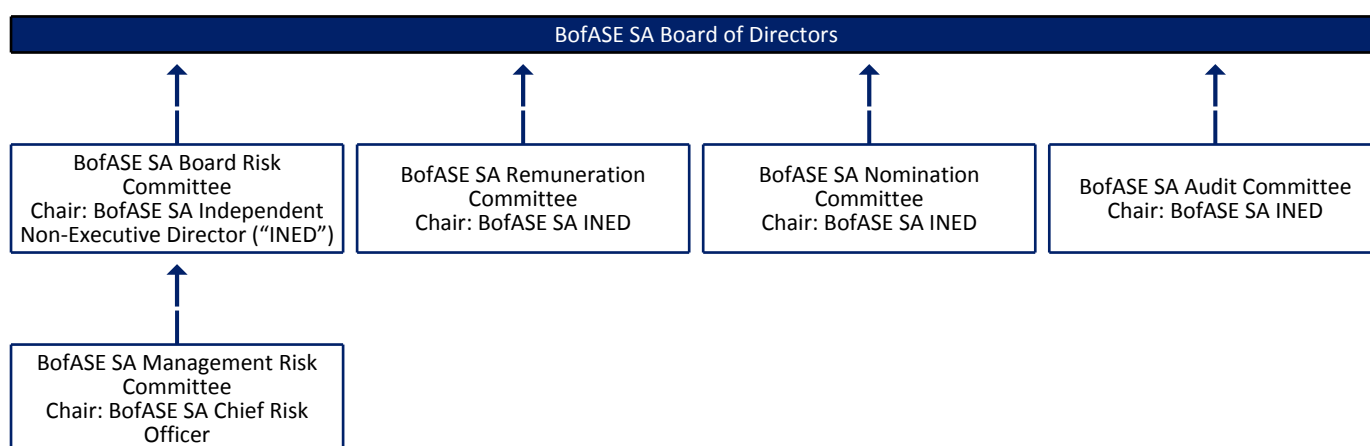 BofASE SA Board of Directors
BofASE SA Board Risk
Committee
Chair: BofASE SA Independent
Non-Executive Director (“INED”)
BofASE SA Remuneration
Committee
Chair: BofASE SA INED
BofASE SA Nomination
Committee
Chair: BofASE SA INED
BofASE SA Audit Committee
Chair: BofASE SA INED
BofASE SA Management Risk
Committee
Chair: BofASE SA Chief Risk
Officer